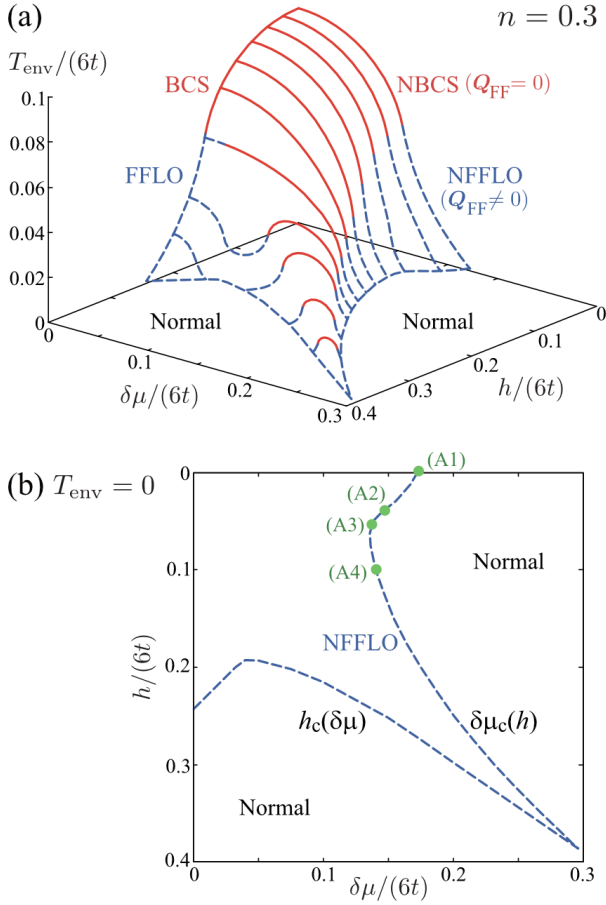 (a)
n = 0.3
T_env/(6t)
BCS
NBCS (Q_FF = 0)
0.1
0.08
FFLO
NFFLO
(Q_FF ≠ 0)
0.06
0.04
0.02
Normal
Normal
0
0
0
0.1
0.1
0.2
0.2
0.3
0.3
0.4
δμ/(6t)
h/(6t)
(b) T_env = 0
0
(A1)
(A2)
(A3)
Normal
0.1
(A4)
NFFLO
h/(6t)
0.2
h_c(δμ)
δμ_c(h)
0.3
Normal
0.4
0
0.1
0.2
0.3
δμ/(6t)